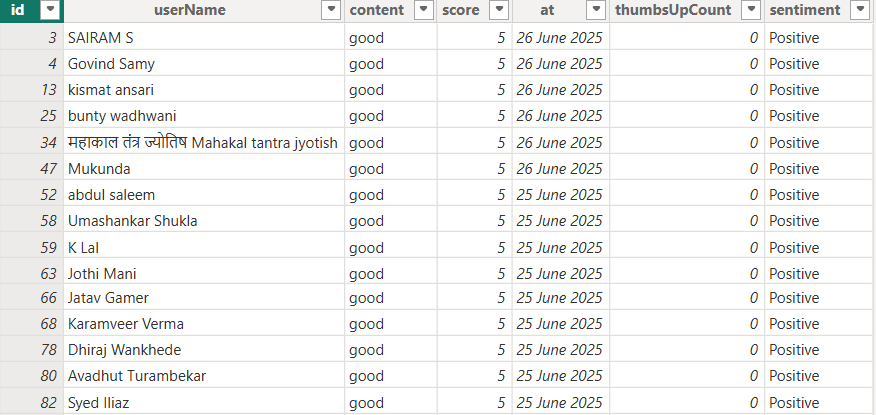 id userName content score at thumbsUpCount sentiment
3 SAIRAM S good 5 26 June 2025 0 Positive
4 Govind Samy good 5 26 June 2025 0 Positive
13 kismat ansari good 5 26 June 2025 0 Positive
25 bunty wadhwani good 5 26 June 2025 0 Positive
34 महाकाल तंत्र ज्योतिष Mahakal tantra jyotish good 5 26 June 2025 0 Positive
47 Mukunda good 5 26 June 2025 0 Positive
52 abdul saleem good 5 25 June 2025 0 Positive
58 Umashankar Shukla good 5 25 June 2025 0 Positive
59 K Lal good 5 25 June 2025 0 Positive
63 Jothi Mani good 5 25 June 2025 0 Positive
66 Jatav Gamer good 5 25 June 2025 0 Positive
68 Karamveer Verma good 5 25 June 2025 0 Positive
78 Dhiraj Wankhede good 5 25 June 2025 0 Positive
80 Avadhut Turambekar good 5 25 June 2025 0 Positive
82 Syed Iliaz good 5 25 June 2025 0 Positive